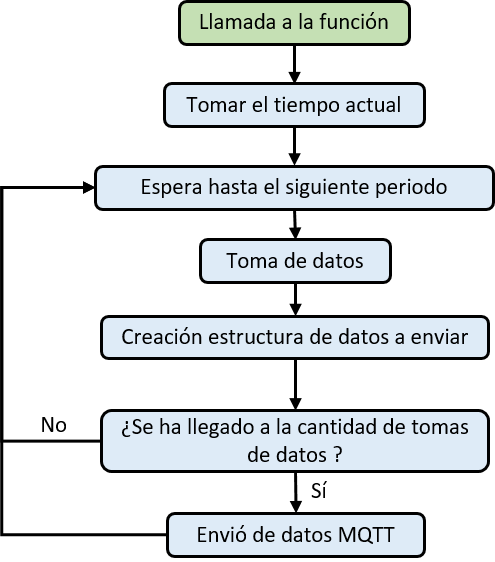 Llamada a la función
Tomar el tiempo actual
Espera hasta el siguiente periodo
Toma de datos
Creación estructura de datos a enviar
¿Se ha llegado a la cantidad de tomas
de datos ?
No
Sí
Envió de datos MQTT